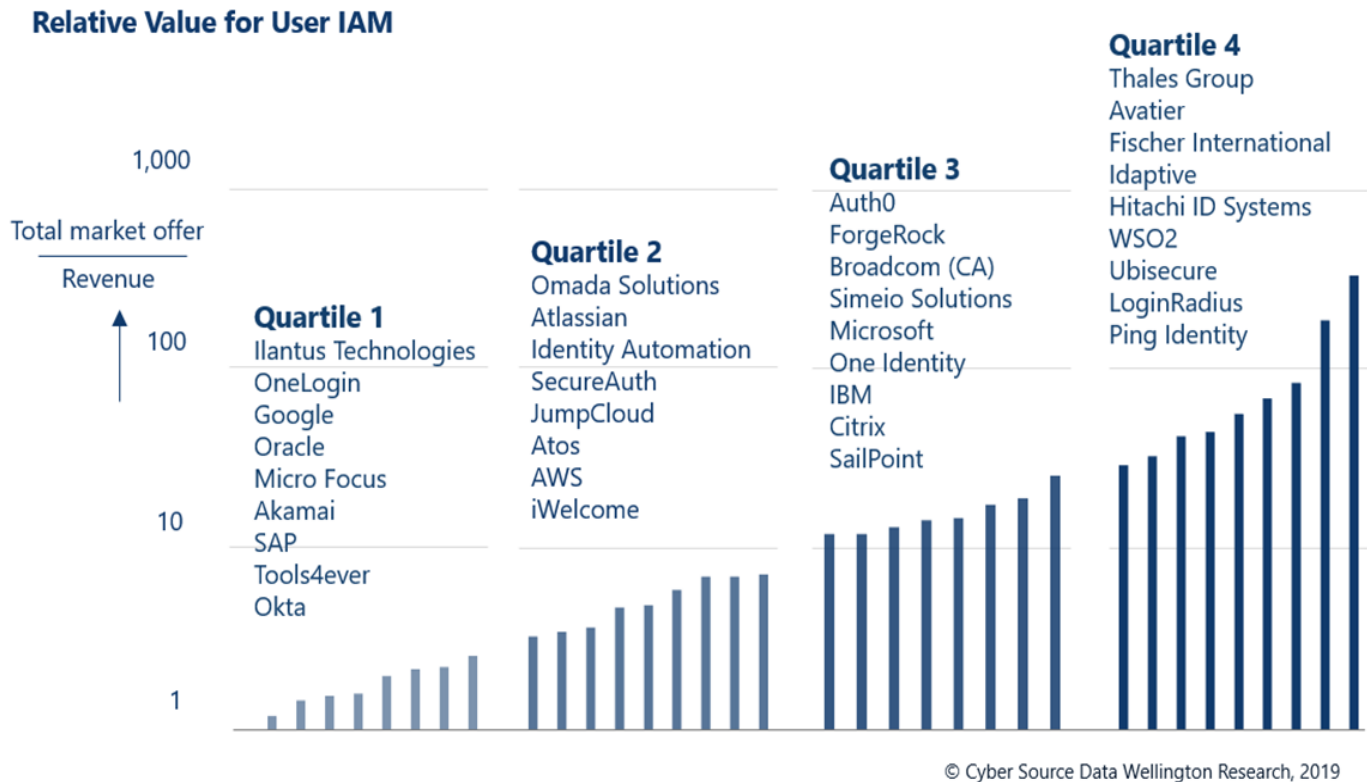 Relative Value for User IAM
1,000
Total market offer
Revenue
100
10
1
Quartile 1
Ilantus Technologies
OneLogin
Google
Oracle
Micro Focus
Akamai
SAP
Tools4ever
Okta
Quartile 2
Omada Solutions
Atlassian
Identity Automation
SecureAuth
JumpCloud
Atos
AWS
iWelcome
Quartile 3
Auth0
ForgeRock
Broadcom (CA)
Simeio Solutions
Microsoft
One Identity
IBM
Citrix
SailPoint
Quartile 4
Thales Group
Avatier
Fischer International
Idaptive
Hitachi ID Systems
WSO2
Ubisecure
LoginRadius
Ping Identity
© Cyber Source Data Wellington Research, 2019